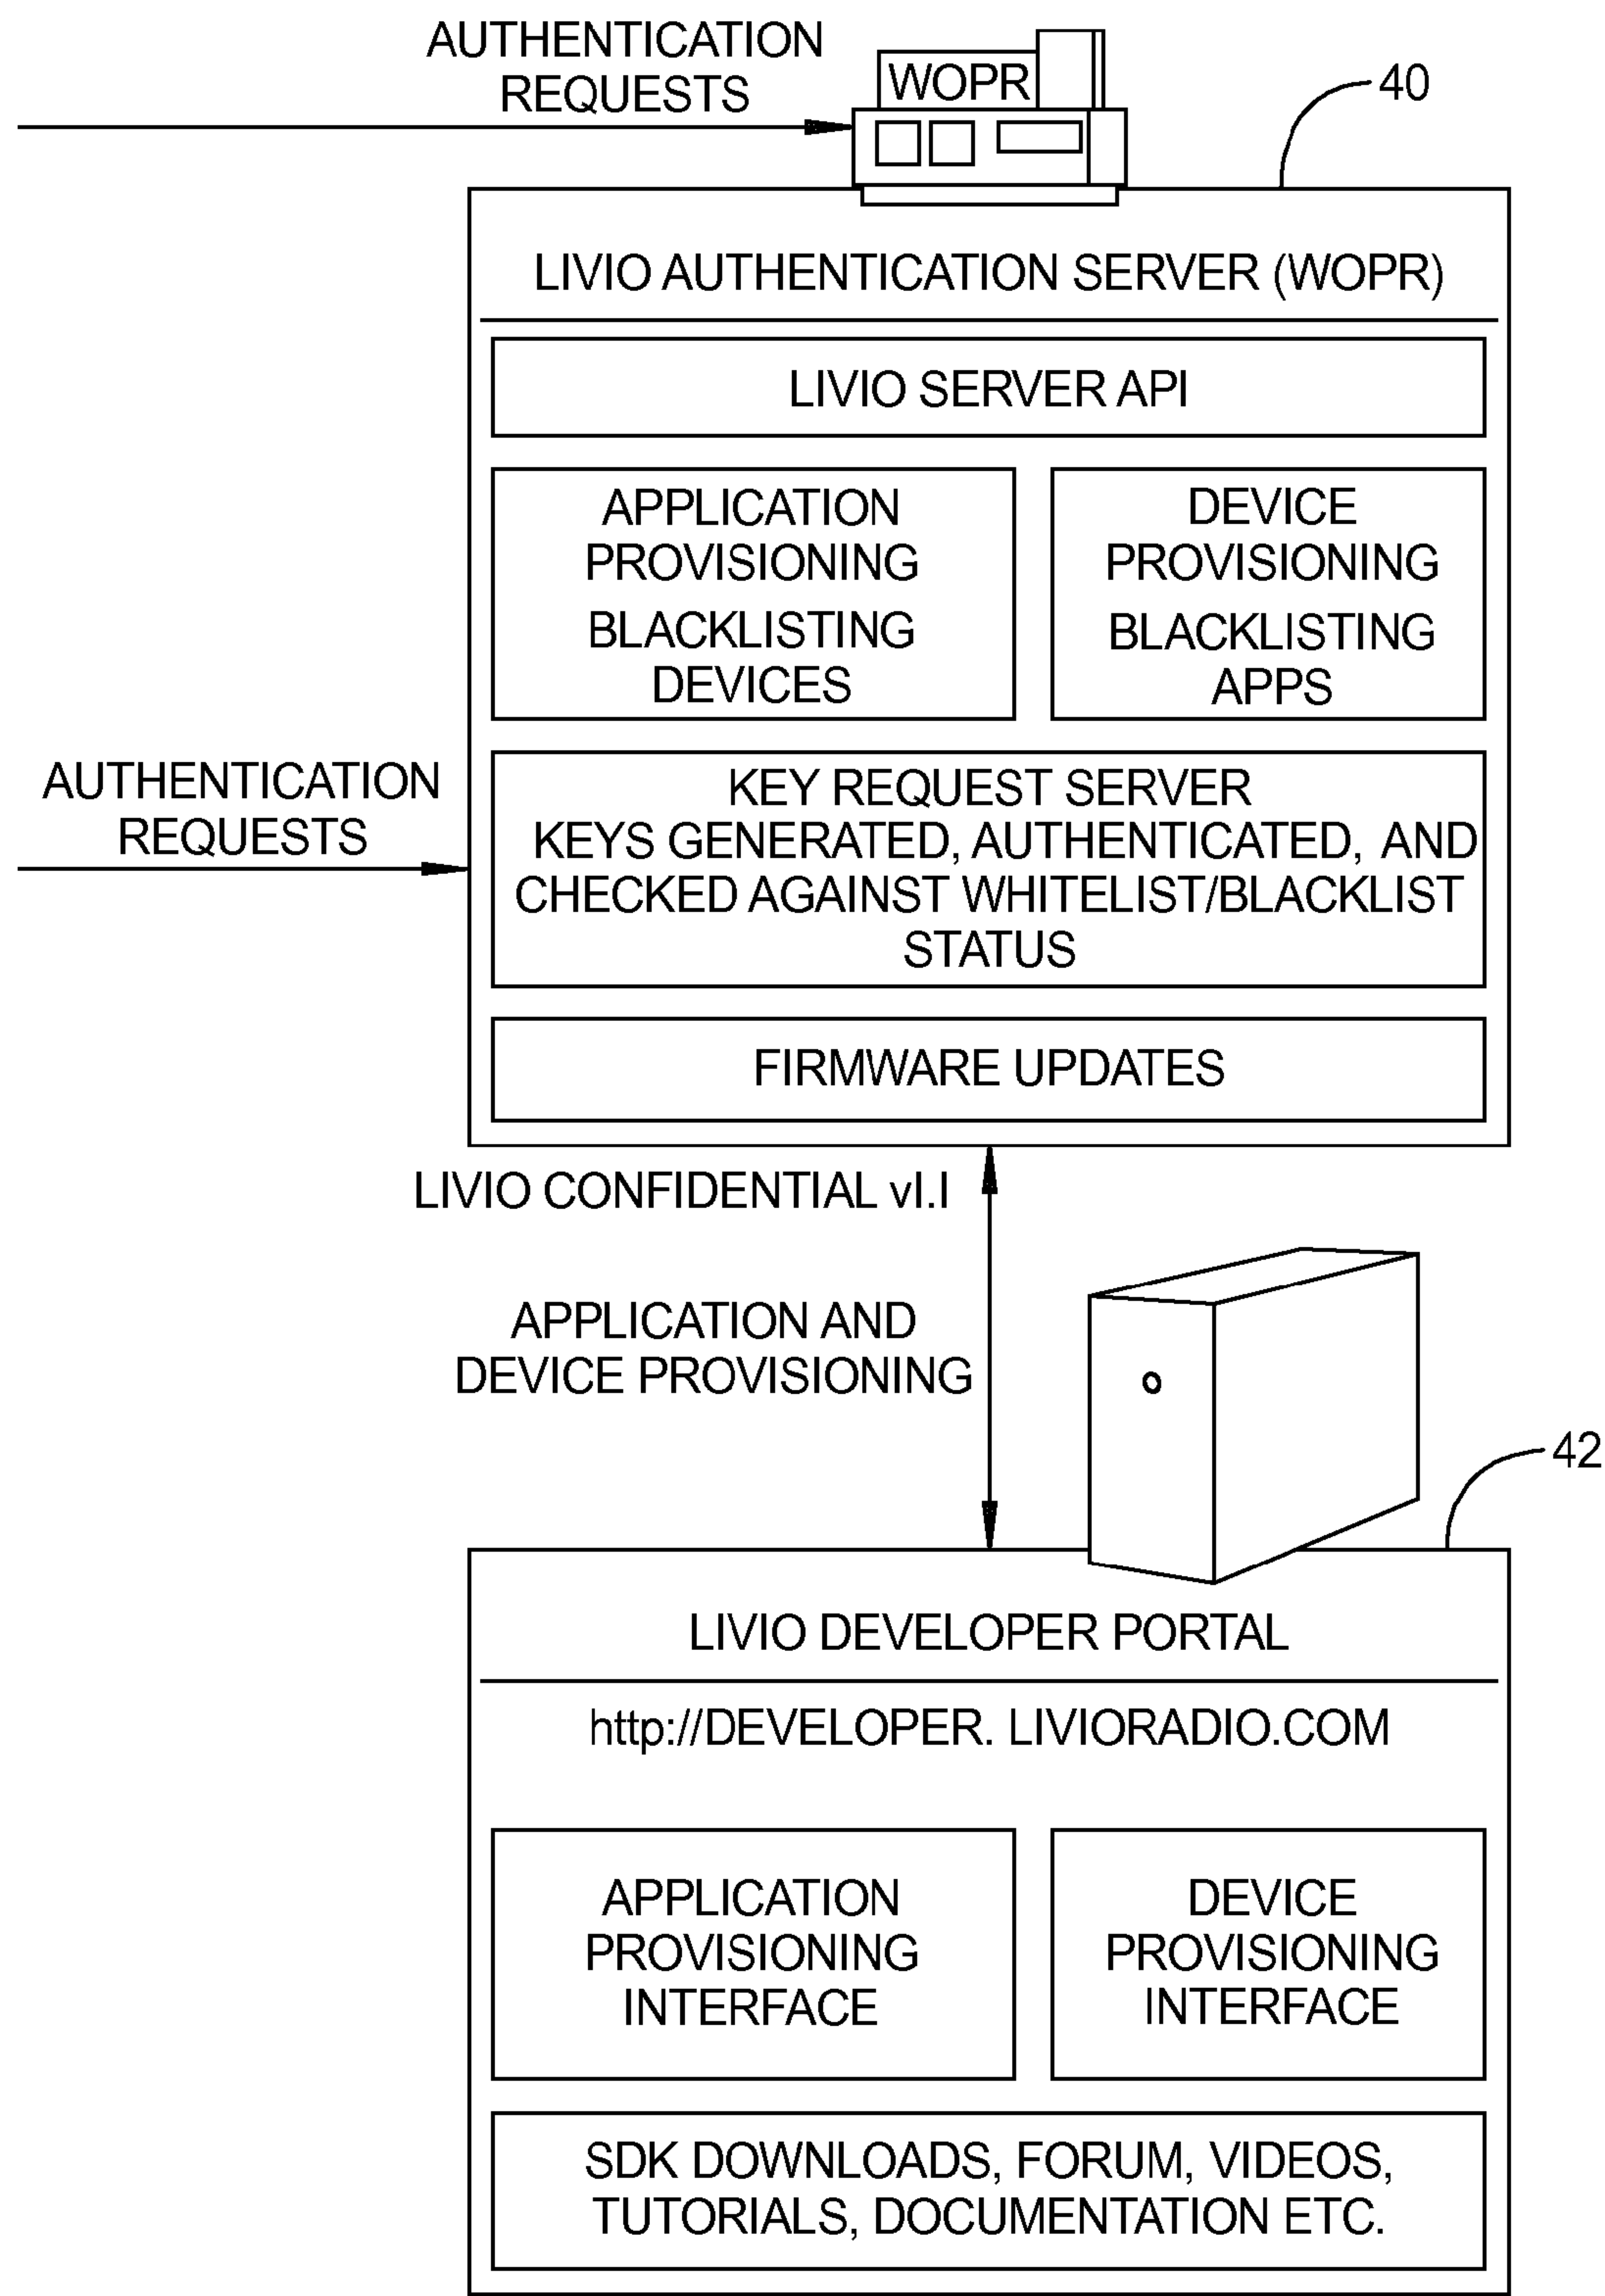 AUTHENTICATION
REQUESTS
WOPR
40
LIVIO AUTHENTICATION SERVER (WOPR)
LIVIO SERVER API
APPLICATION
PROVISIONING
BLACKLISTING
DEVICES
DEVICE
PROVISIONING
BLACKLISTING
APPS
AUTHENTICATION
REQUESTS
KEY REQUEST SERVER
KEYS GENERATED, AUTHENTICATED, AND
CHECKED AGAINST WHITELIST/BLACKLIST
STATUS
FIRMWARE UPDATES
LIVIO CONFIDENTIAL vI.I
APPLICATION AND
DEVICE PROVISIONING
42
LIVIO DEVELOPER PORTAL
http://DEVELOPER. LIVIORADIO.COM
APPLICATION
PROVISIONING
INTERFACE
DEVICE
PROVISIONING
INTERFACE
SDK DOWNLOADS, FORUM, VIDEOS,
TUTORIALS, DOCUMENTATION ETC.